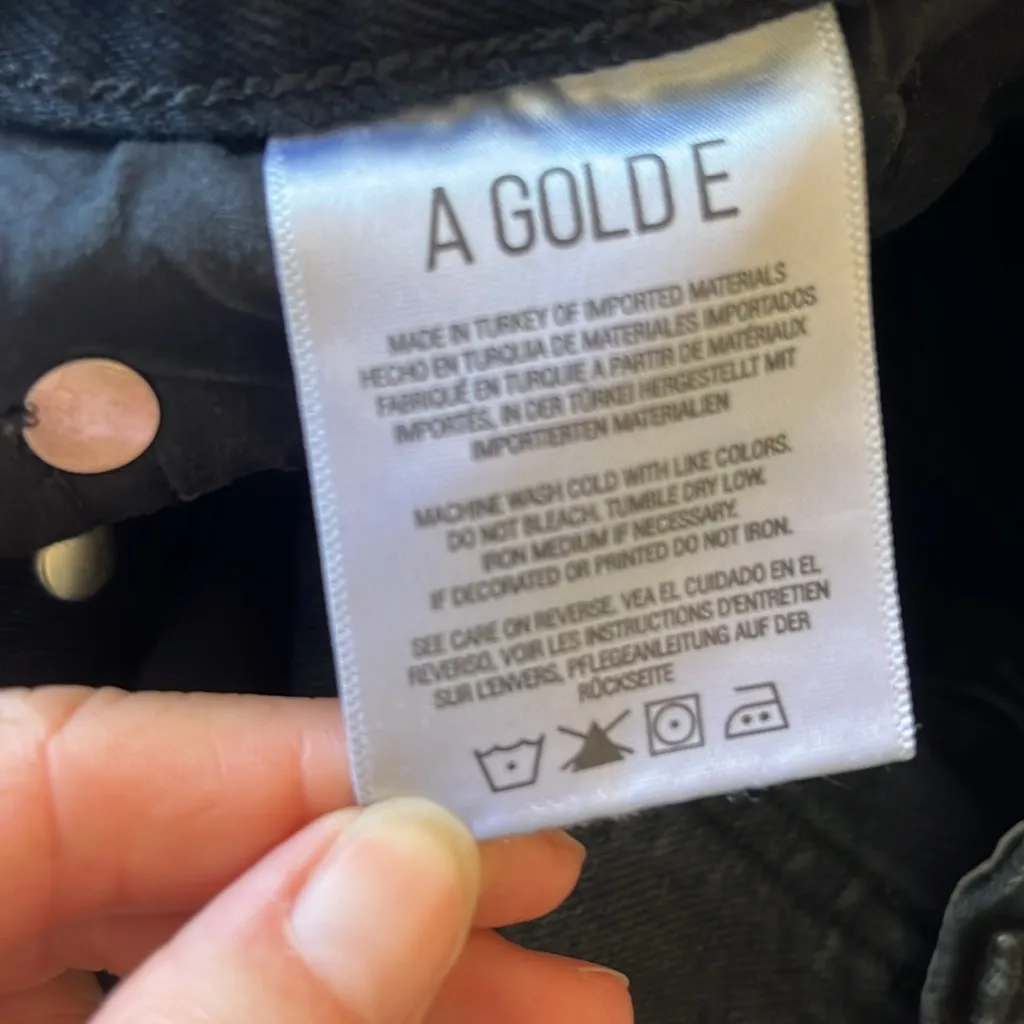 A GOLD E
MADE IN TURKEY OF IMPORTED MATERIALS
HECHO EN TURQUIA DE MATERIALES IMPORTADOS
FABRIQUÉ EN TURQUIE A PARTIR DE MATÉRIAUX
IMPORTÉS, IN DER TÜRKEI HERGESTELLT MIT
IMPORTIERTEN MATERIALIEN
MACHINE WASH COLD WITH LIKE COLORS.
DO NOT BLEACH. TUMBLE DRY LOW.
IRON MEDIUM IF NECESSARY.
IF DECORATED OR PRINTED DO NOT IRON.
SEE CARE ON REVERSE. VEA EL CUIDADO EN EL
REVERSO, VOIR LES INSTRUCTIONS D'ENTRETIEN
SUR L'ENVERS, PFLEGEANLEITUNG AUF DER
RÜCKSEITE